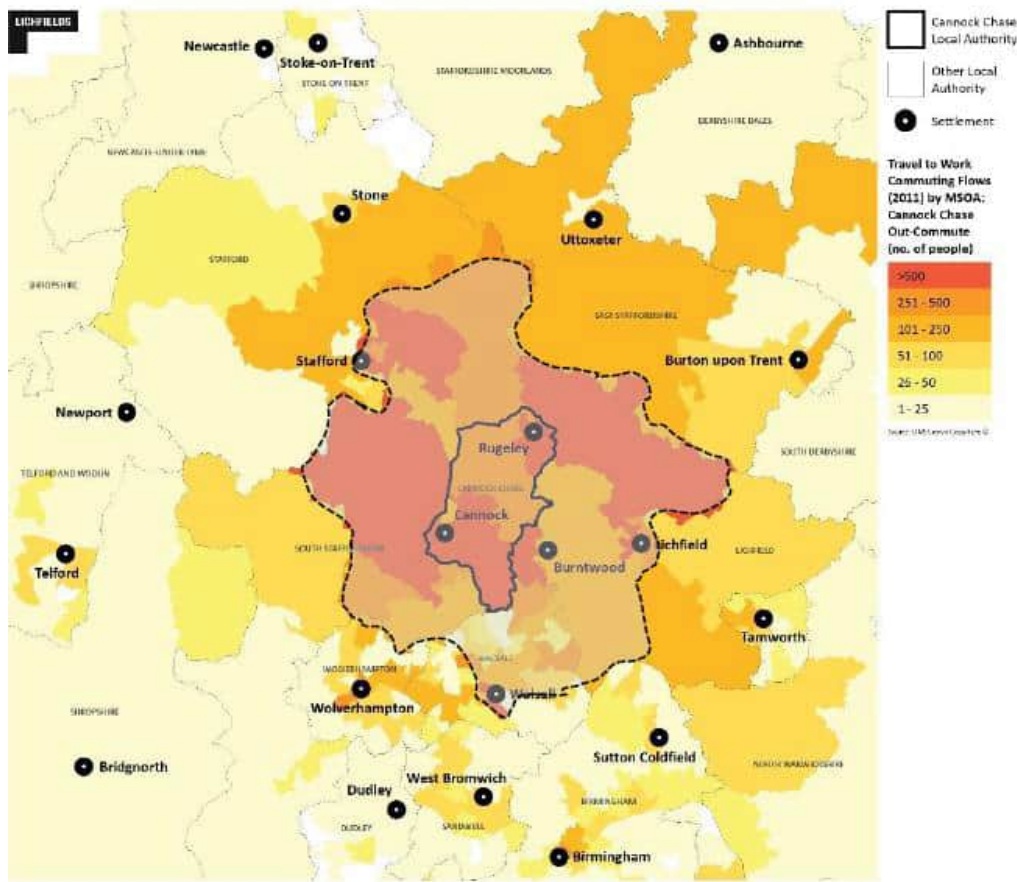 LICHFIELDS
Newcastle
Stoke-on-Trent
STOKE ON TRENT
STAFFORDSHIRE MOORLANDS
Ashbourne
DERBYSHIRE DALES
NEWCASTLE-UNDER-LYME
Stone
Uttoxeter
STAFFORD
SHROPSHIRE
EAST STAFFORDSHIRE
Stafford
Burton upon Trent
Newport
Rugeley
SOUTH DERBYSHIRE
TELFORD AND WREKIN
CANNOCK CHASE
Cannock
SOUTH STAFFORDSHIRE
Lichfield
LICHFIELD
Telford
Burntwood
Tamworth
WALSALL
WOLVERHAMPTON
Walsall
Wolverhampton
SHROPSHIRE
Sutton Coldfield
NORTH WARWICKSHIRE
Bridgnorth
West Bromwich
Dudley
BIRMINGHAM
DUDLEY
SANDWELL
Birmingham
Cannock Chase
Local Authority
Other Local
Authority
Settlement
Travel to Work
Commuting Flows
(2011) by MSOA:
Cannock Chase
Out-Commute
(no. of people)
>500
251 - 500
101 - 250
51 - 100
26 - 50
1 - 25